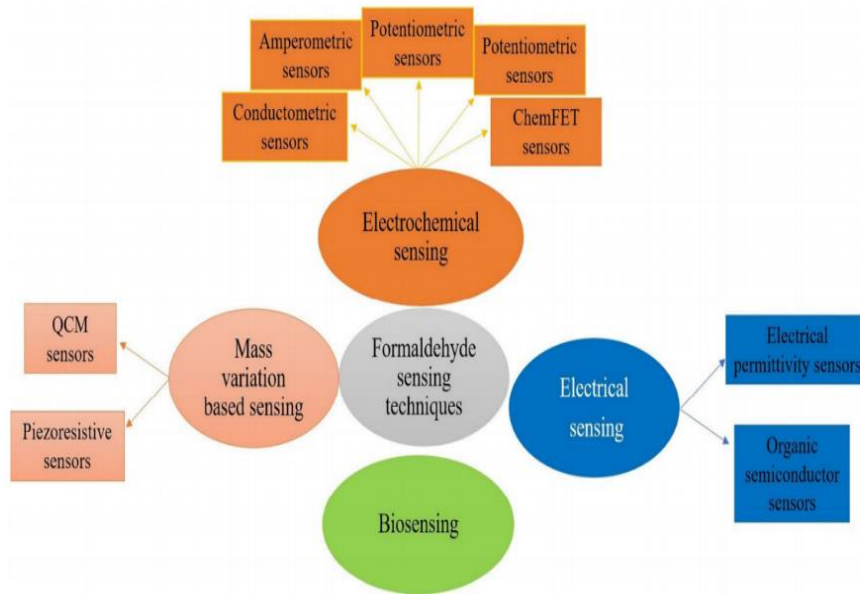 Potentiometric
sensors
Amperometric
sensors
Potentiometric
sensors
Conductometric
sensors
ChemFET
sensors
Electrochemical
sensing
QCM
sensors
Mass
variation
based sensing
Formaldehyde
sensing
techniques
Electrical
sensing
Electrical
permittivity sensors
Piezoresistive
sensors
Organic
semiconductor
sensors
Biosensing